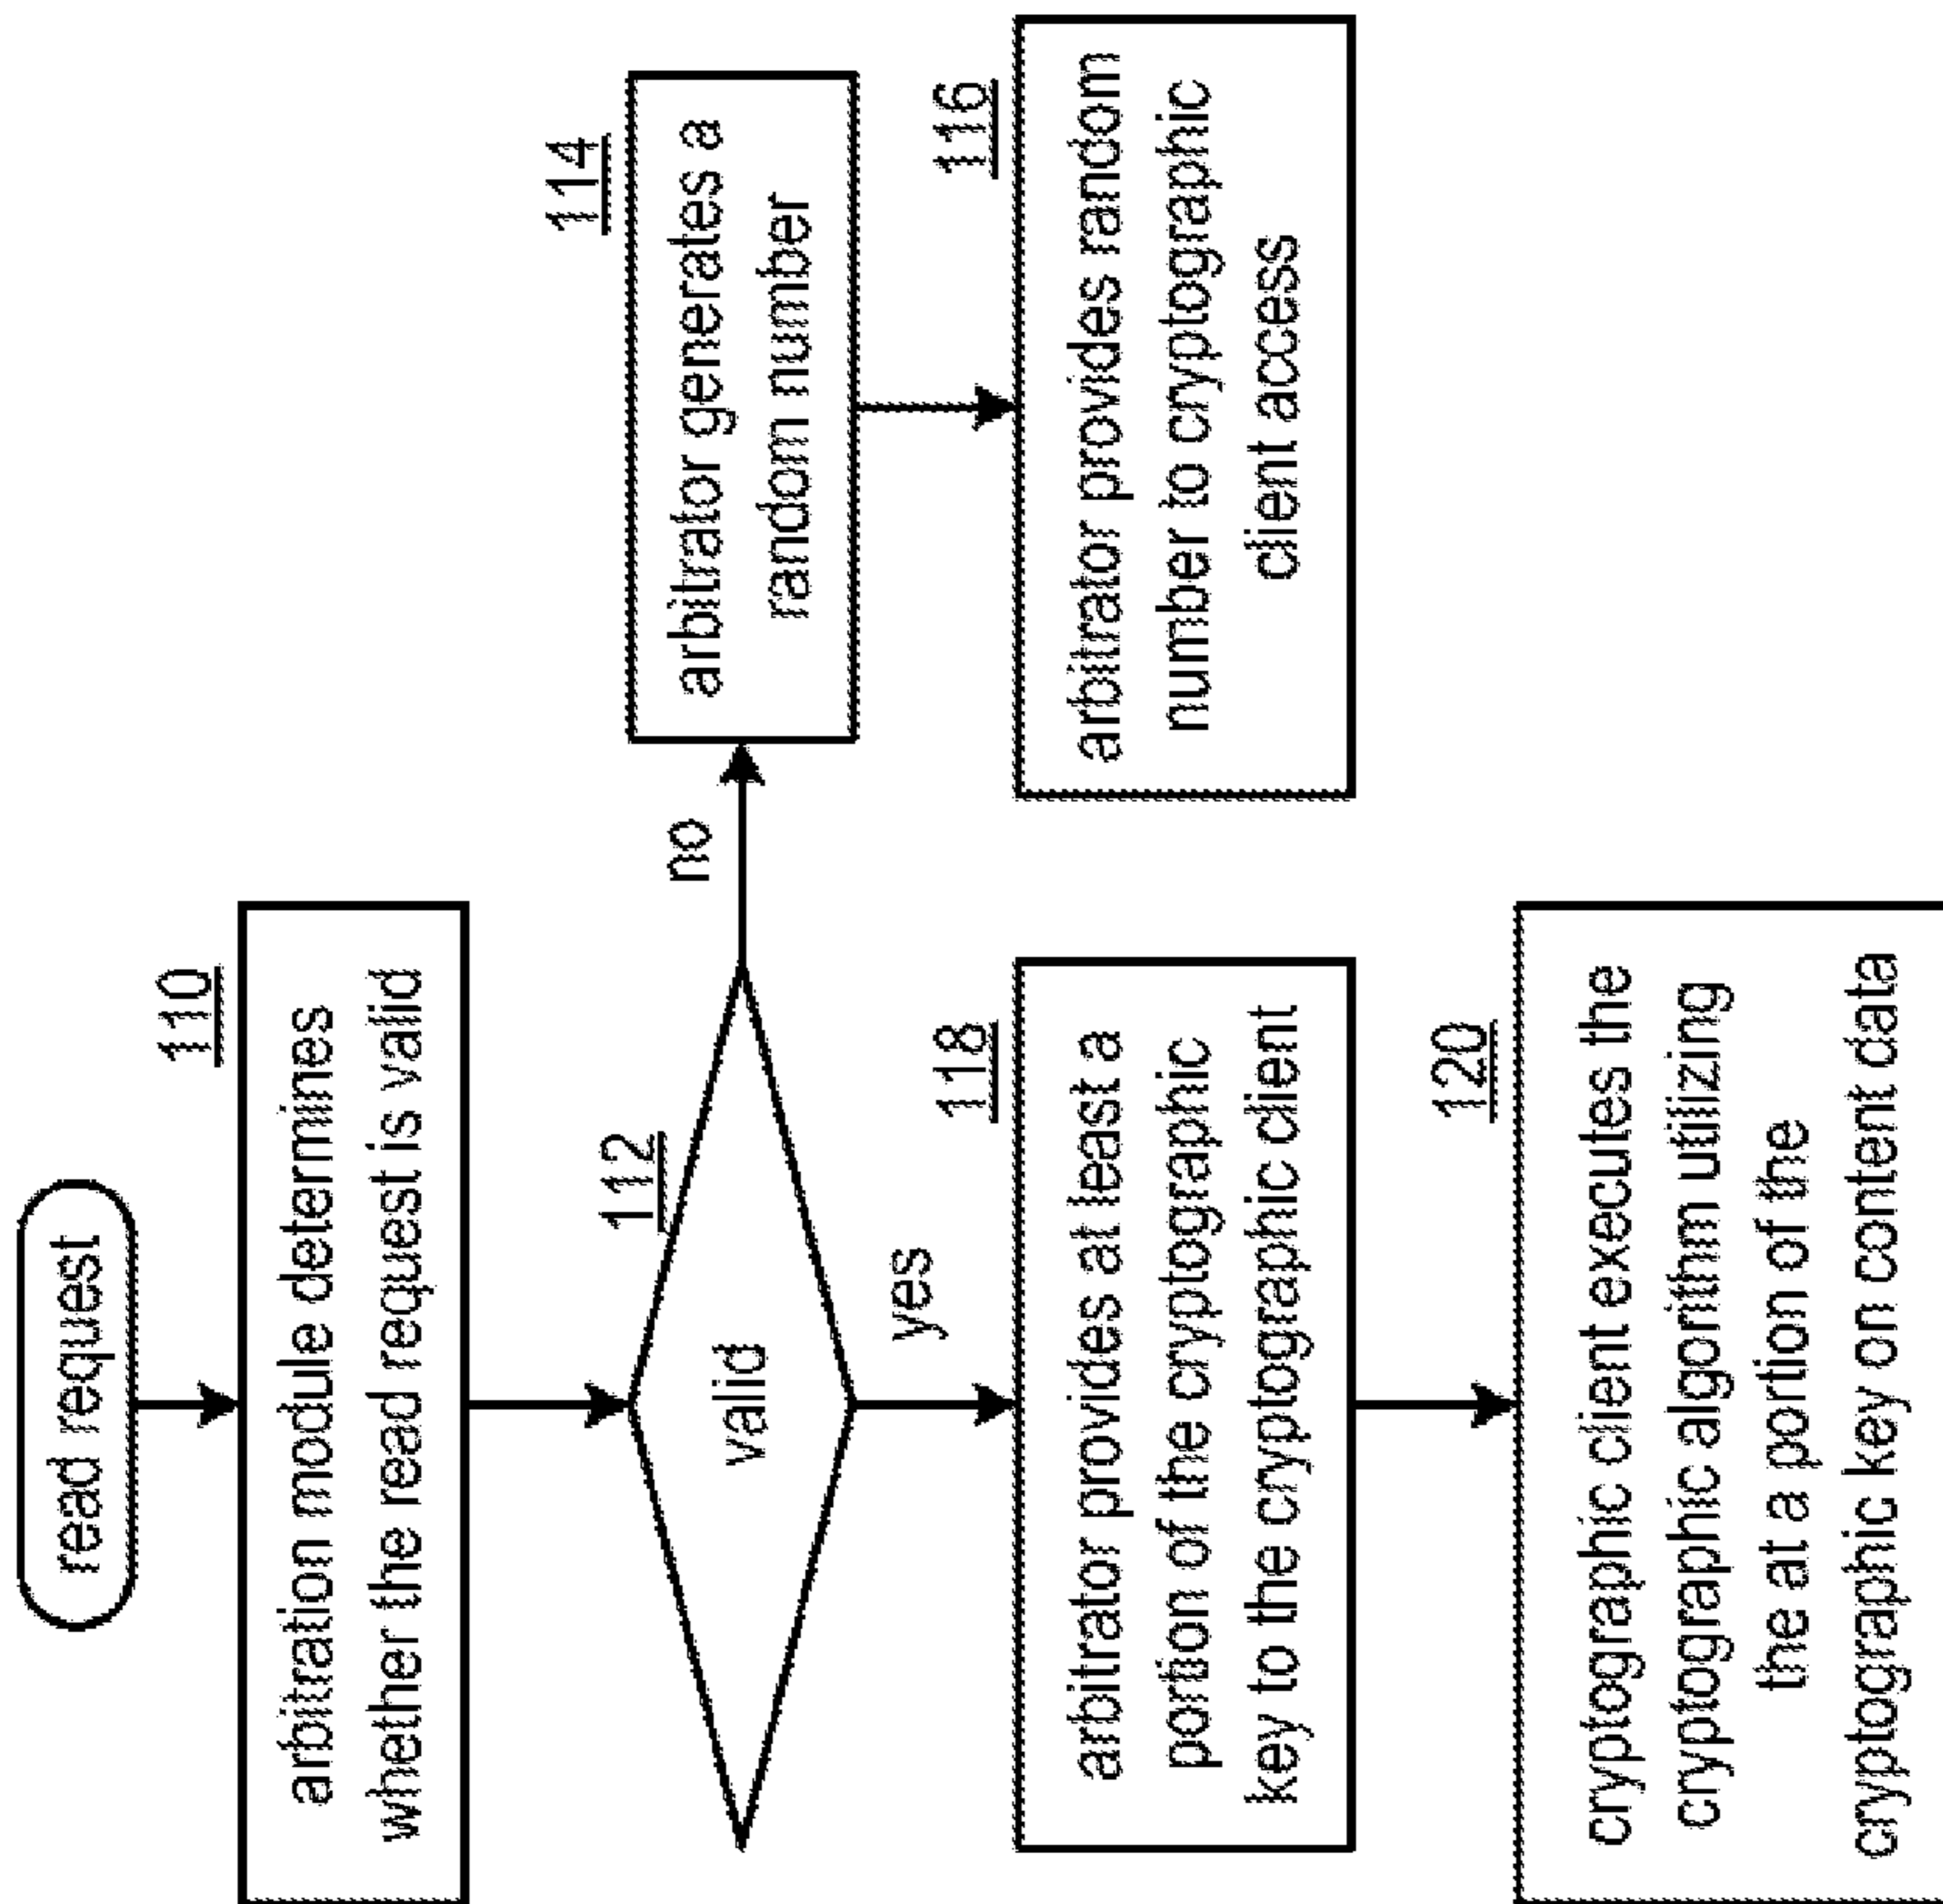 read request
110
arbitration module determines
whether the read request is valid
112
valid
no
114
arbitrator generates a
random number
116
arbitrator provides random
number to cryptographic
client access
yes
118
arbitrator provides at least a
portion of the cryptographic
key to the cryptographic client
120
cryptographic client executes the
cryptographic algorithm utilizing
the at a portion of the
cryptographic key on content data